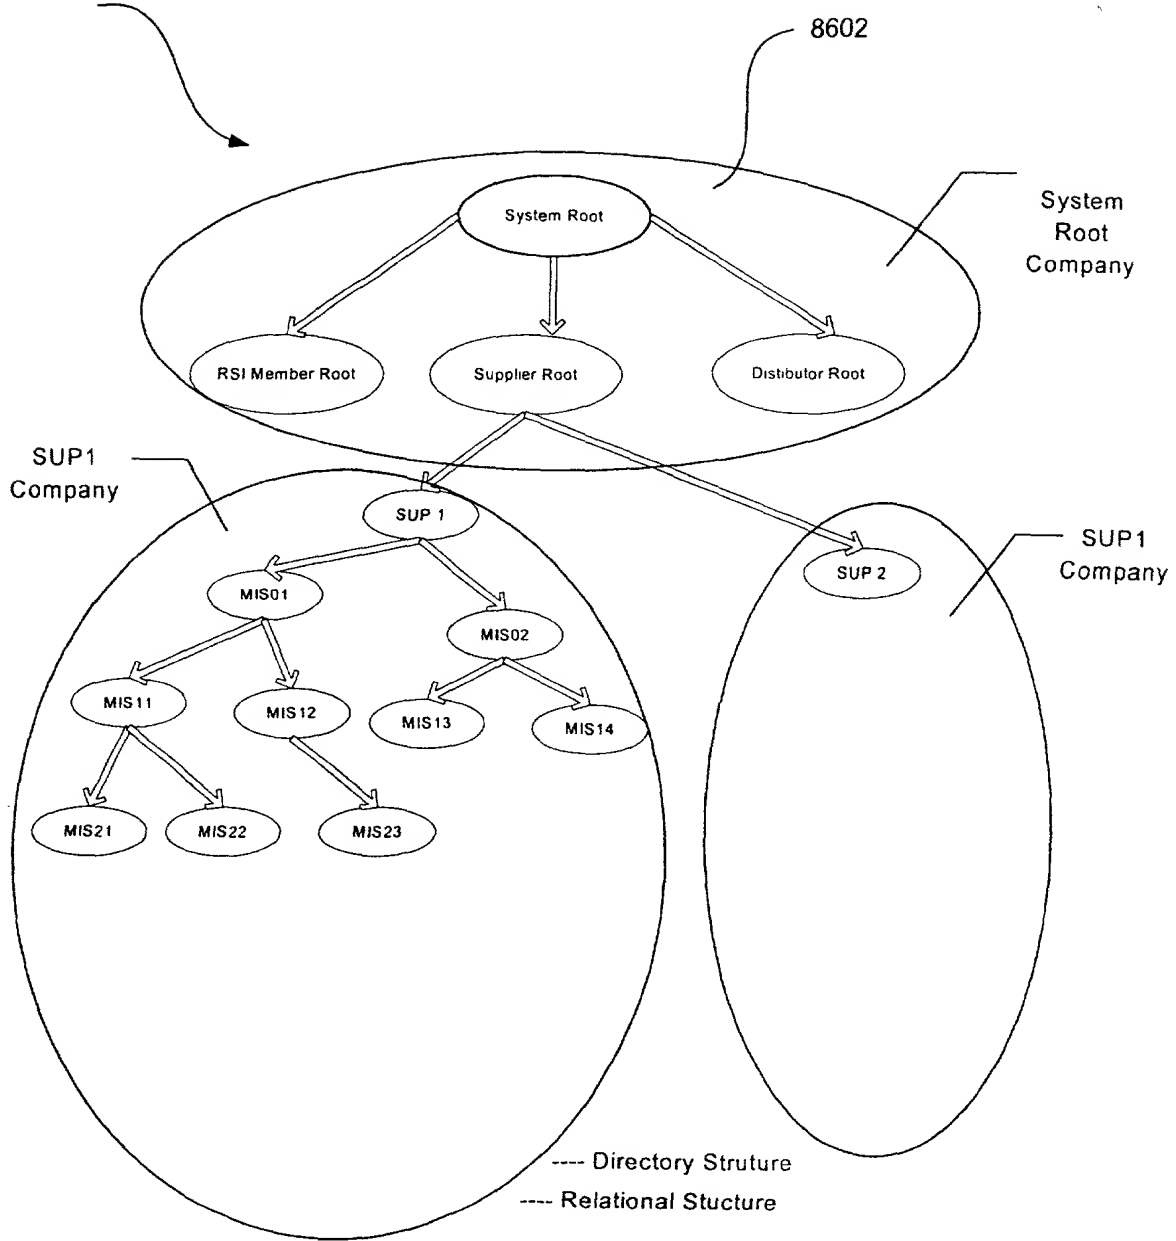 8602
System Root
System
Root
Company
RSI Member Root
Supplier Root
Distibutor Root
SUP1
Company
SUP 1
SUP1
Company
SUP 2
MIS01
MIS02
MIS11
MIS12
MIS13
MIS14
MIS21
MIS22
MIS23
---- Directory Struture
---- Relational Stucture